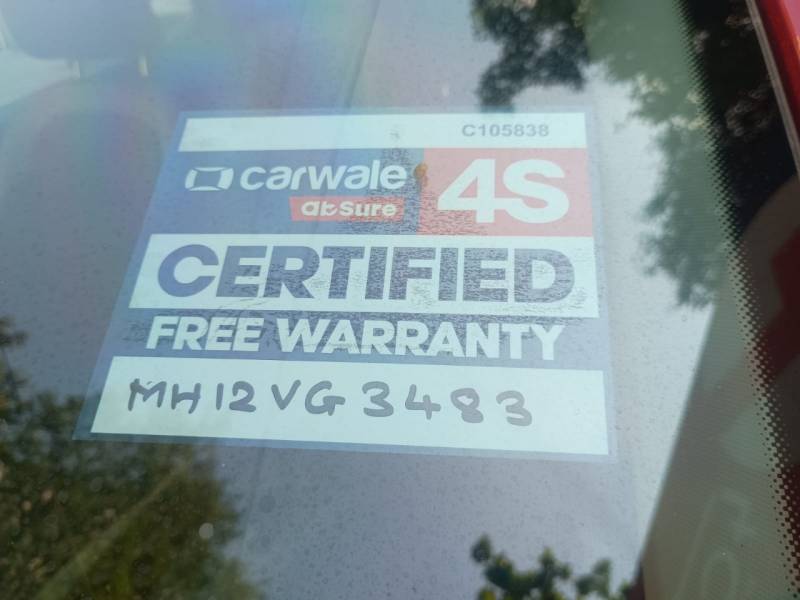 C105838
carwale 4S
abSure
CERTIFIED
FREE WARRANTY
MH12VG3483